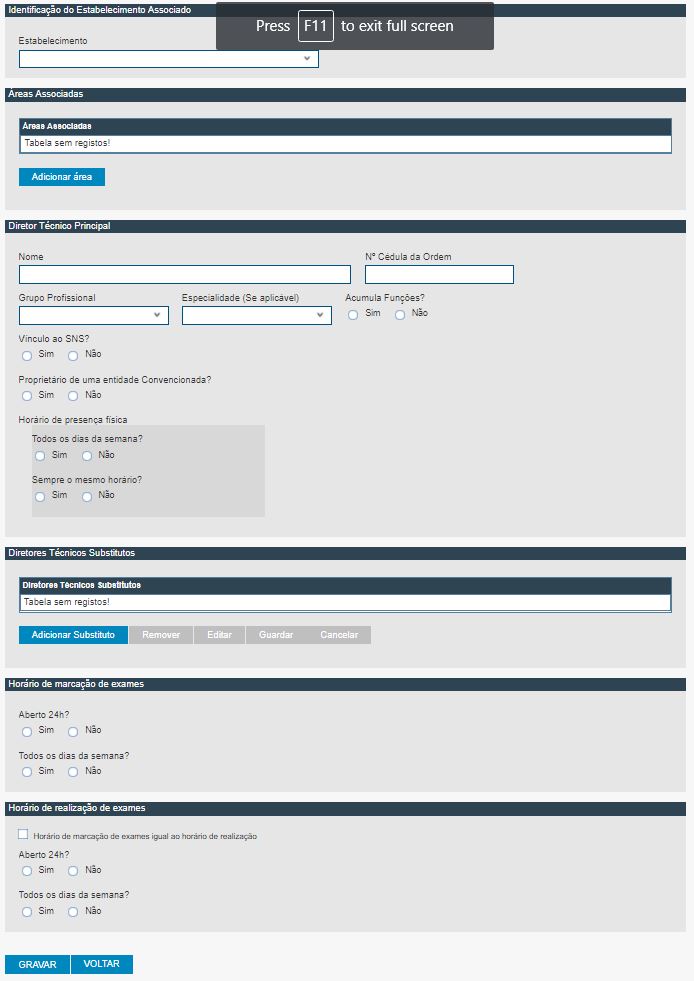 Identificação do Estabelecimento Associado
Press F11 to exit full screen
Estabelecimento
Áreas Associadas
Áreas Associadas
Tabela sem registos!
Adicionar área
Diretor Técnico Principal
Nome Nº Cédula da Ordem
Grupo Profissional Especialidade (Se aplicável) Acumula Funções?
Sim Não
Vínculo ao SNS?
Sim Não
Proprietário de uma entidade Convencionada?
Sim Não
Horário de presença física
Todos os dias da semana?
Sim Não
Sempre o mesmo horário?
Sim Não
Diretores Técnicos Substitutos
Diretores Técnicos Substitutos
Tabela sem registos!
Adicionar Substituto Remover Editar Guardar Cancelar
Horário de marcação de exames
Aberto 24h?
Sim Não
Todos os dias da semana?
Sim Não
Horário de realização de exames
Horário de marcação de exames igual ao horário de realização
Aberto 24h?
Sim Não
Todos os dias da semana?
Sim Não
GRAVAR VOLTAR